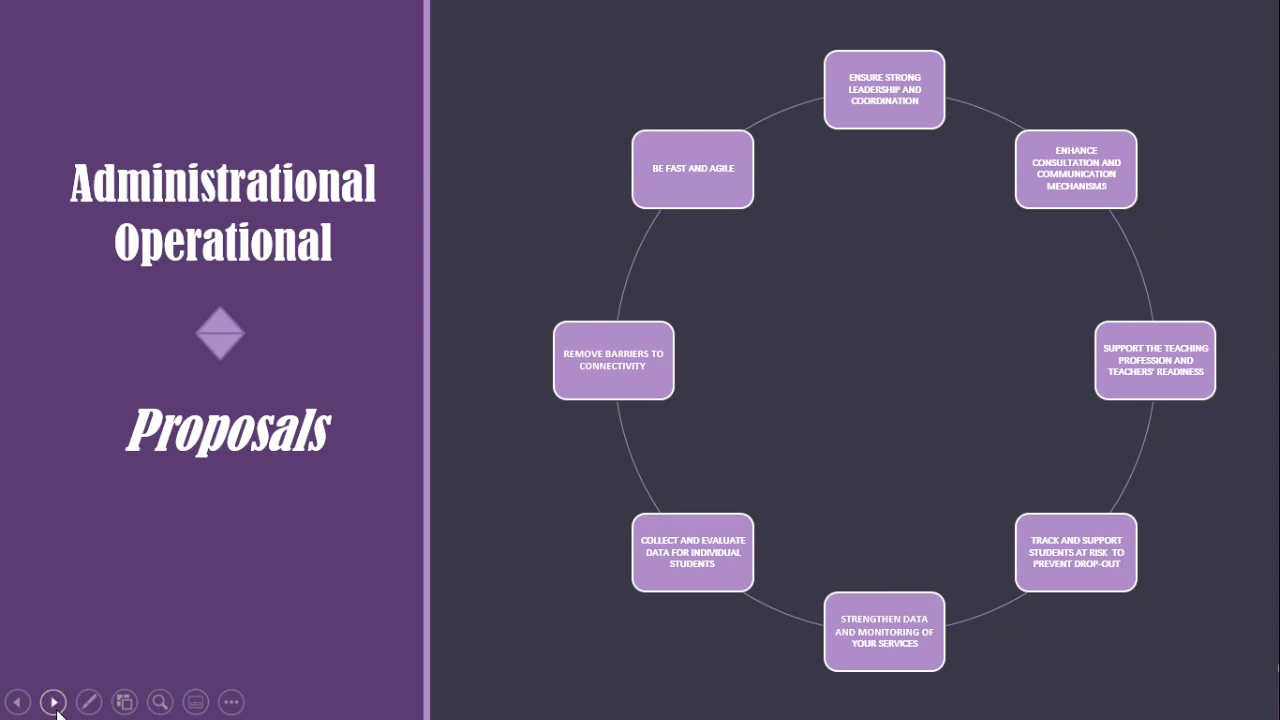 Administrational
Operational
Proposals
ENSURE STRONG
LEADERSHIP AND
COORDINATION
ENHANCE
CONSULTATION AND
COMMUNICATION
MECHANISMS
SUPPORT THE TEACHING
PROFESSION AND
TEACHERS' READINESS
TRACK AND SUPPORT
STUDENTS AT RISK TO
PREVENT DROP-OUT
STRENGTHEN DATA
AND MONITORING OF
YOUR SERVICES
COLLECT AND EVALUATE
DATA FOR INDIVIDUAL
STUDENTS
REMOVE BARRIERS TO
CONNECTIVITY
BE FAST AND AGILE